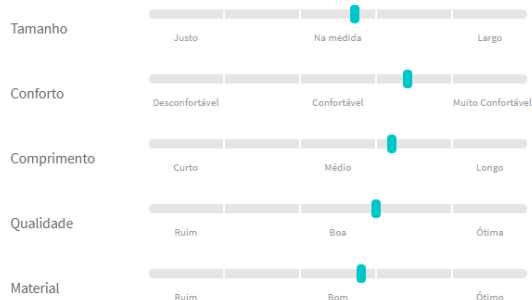 Tamanho
Justo Na medida Largo
Conforto
Desconfortável Confortável Muito Confortável
Comprimento
Curto Médio Longo
Qualidade
Ruim Boa Ótima
Material
Ruim Bom Ótimo